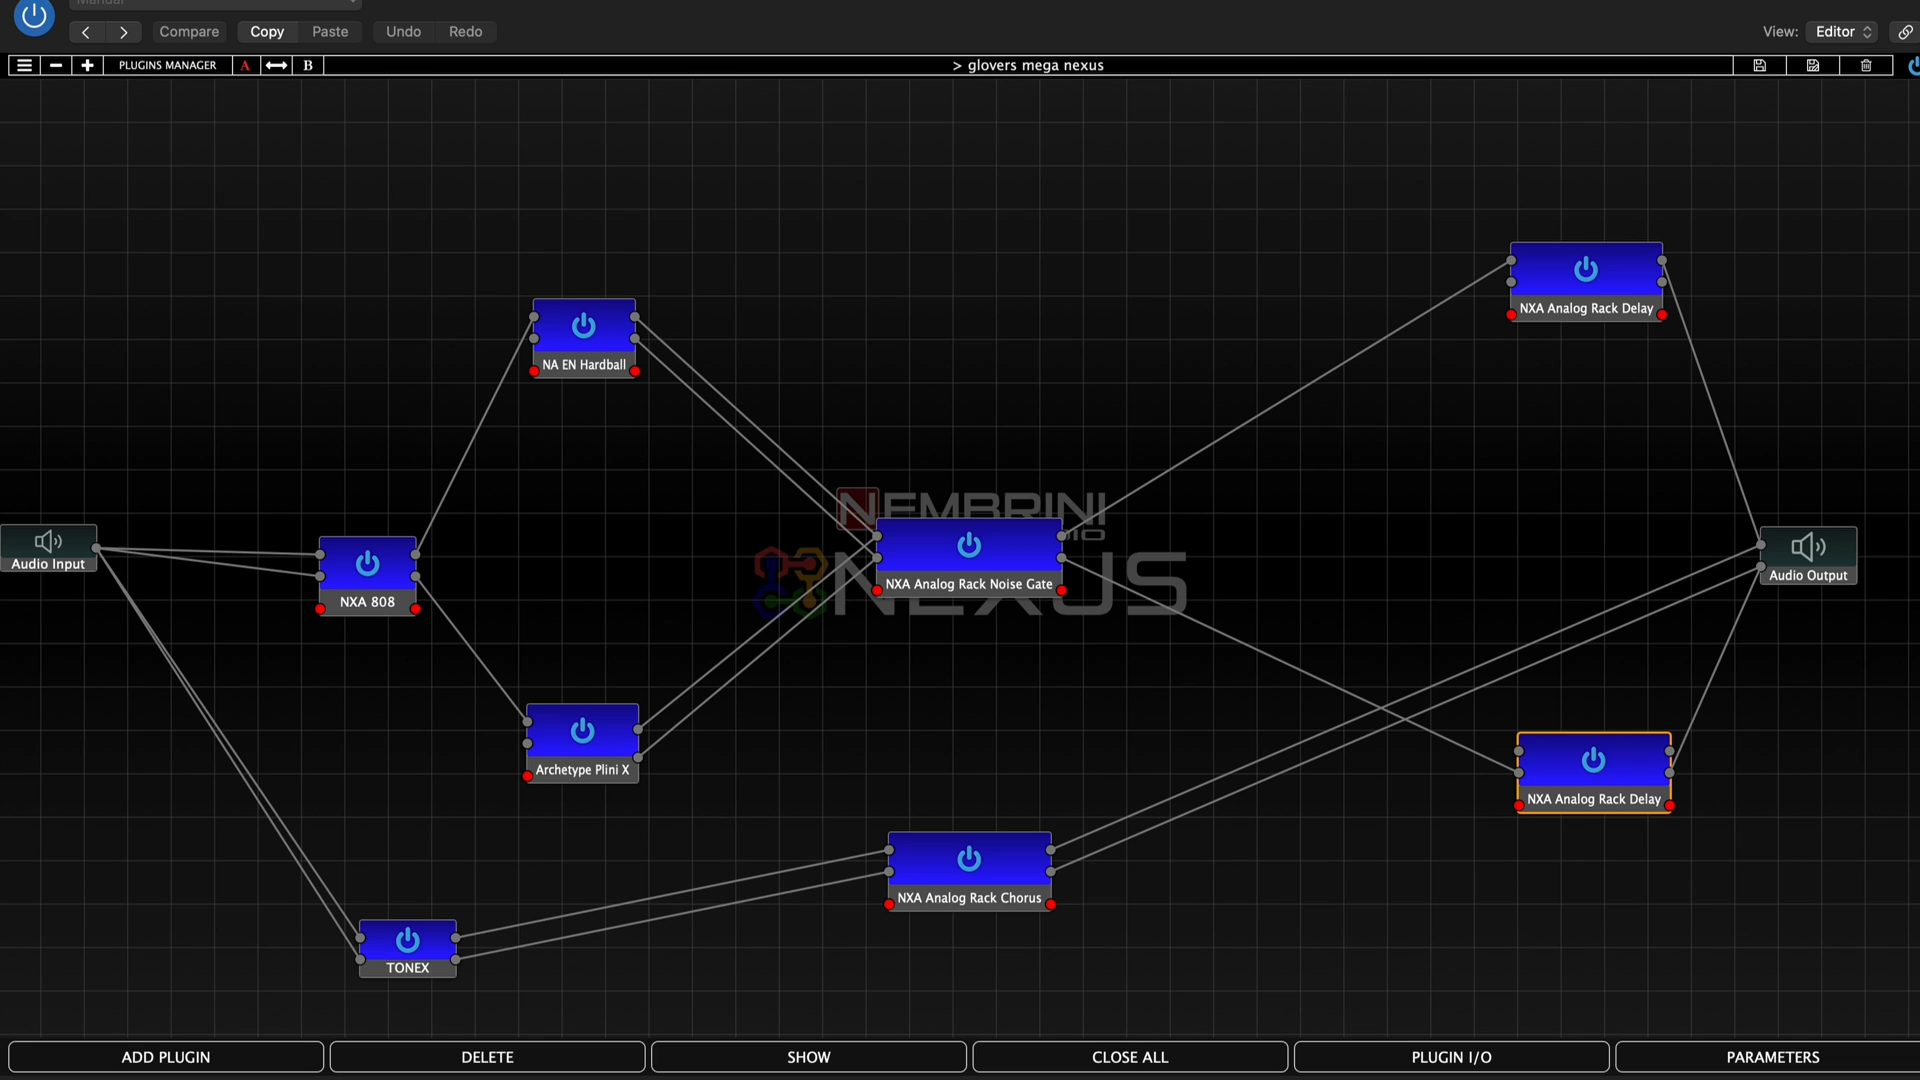 Manual
Compare
Copy
Paste
Undo
Redo
View:
Editor
PLUGINS MANAGER
A
B
> glovers mega nexus
NXA Analog Rack Delay
NA EN Hardball
NEMBRINI
NEXUS
Audio Input
NXA 808
NXA Analog Rack Noise Gate
Audio Output
Archetype Plini X
NXA Analog Rack Delay
NXA Analog Rack Chorus
TONEX
ADD PLUGIN
DELETE
SHOW
CLOSE ALL
PLUGIN I/O
PARAMETERS